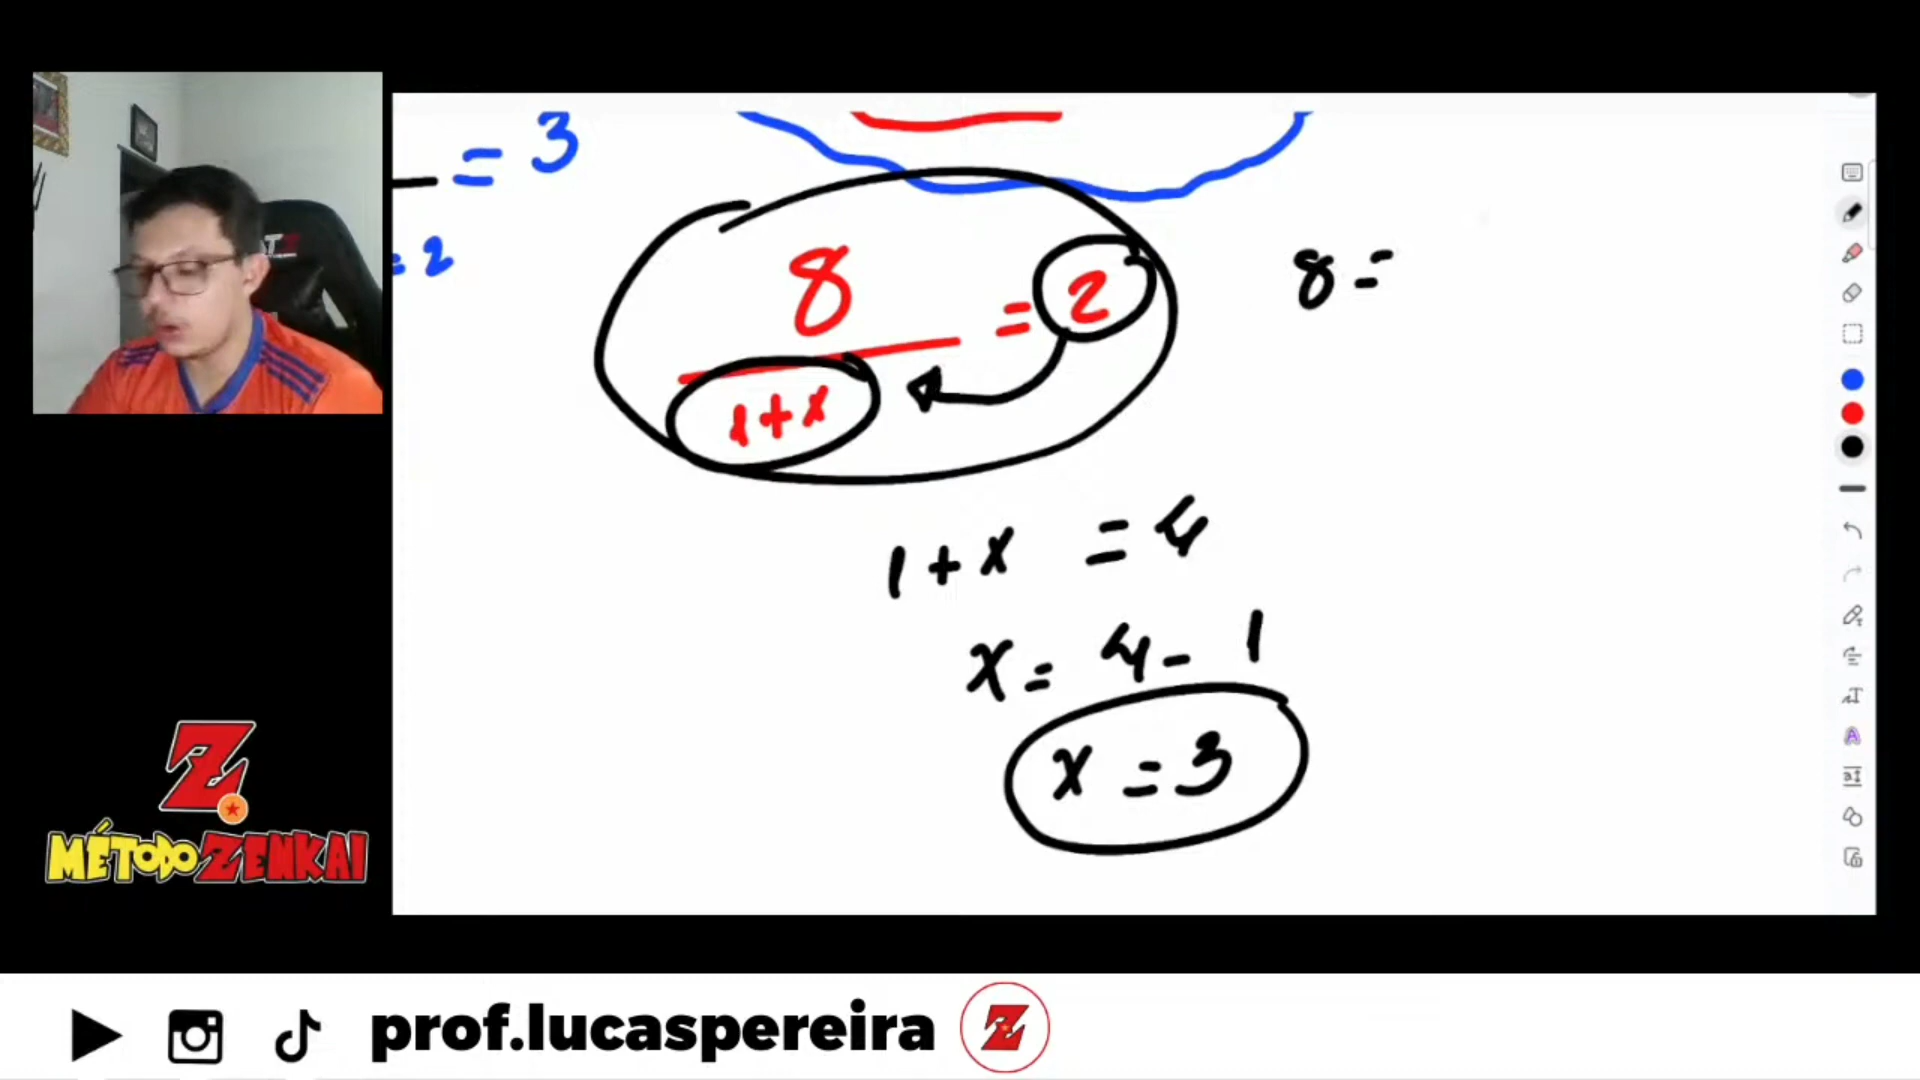 = 3
= 2
8
— = 2
1+x
8 =
1 + x = 4
x = 4 - 1
x = 3
Z
MÉTODO ZENKAI
prof.lucaspereira
Z